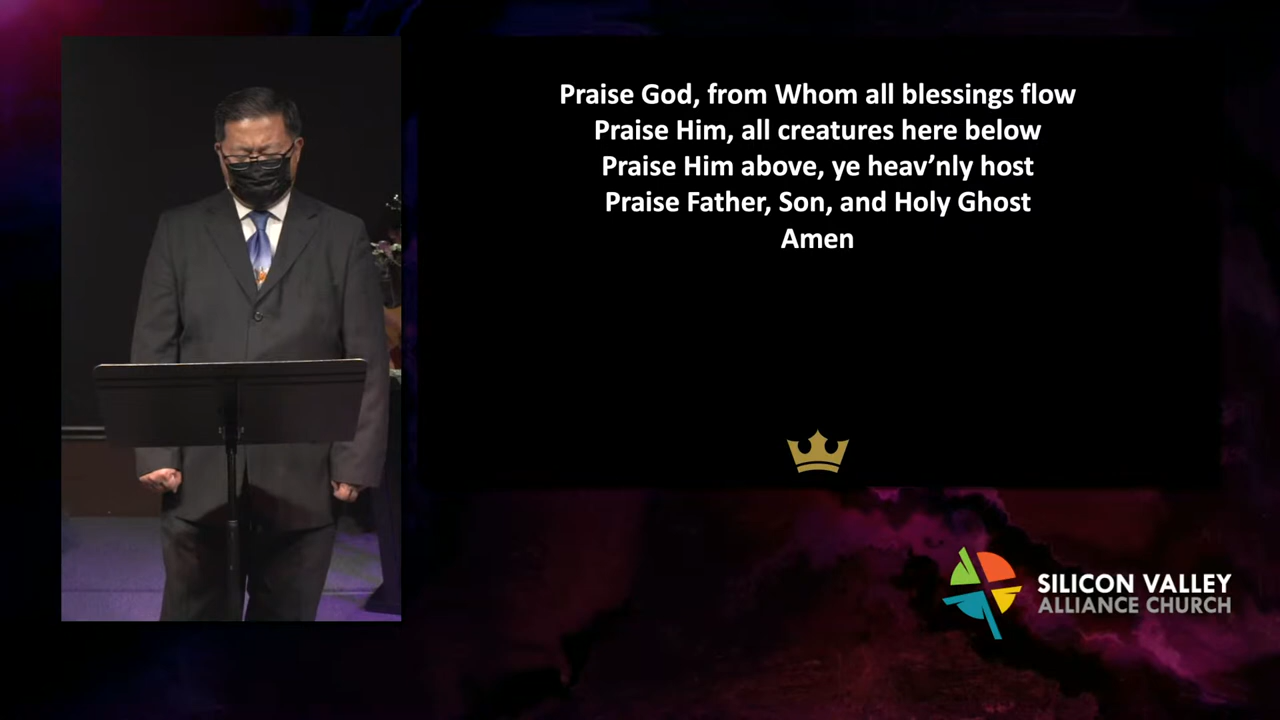 Praise God, from Whom all blessings flow
Praise Him, all creatures here below
Praise Him above, ye heav’nly host
Praise Father, Son, and Holy Ghost
Amen
SILICON VALLEY
ALLIANCE CHURCH